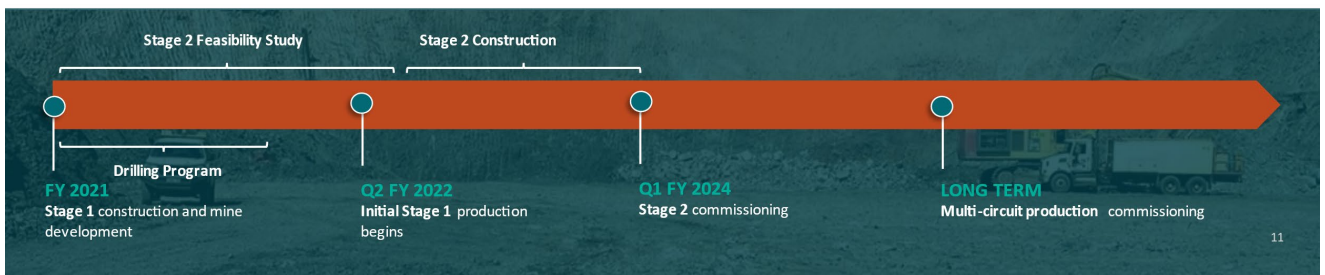 Stage 2 Feasibility Study
Stage 2 Construction
Drilling Program
FY 2021
Stage 1 construction and mine
development
Q2 FY 2022
Initial Stage 1 production
begins
Q1 FY 2024
Stage 2 commissioning
LONG TERM
Multi-circuit production commissioning
11